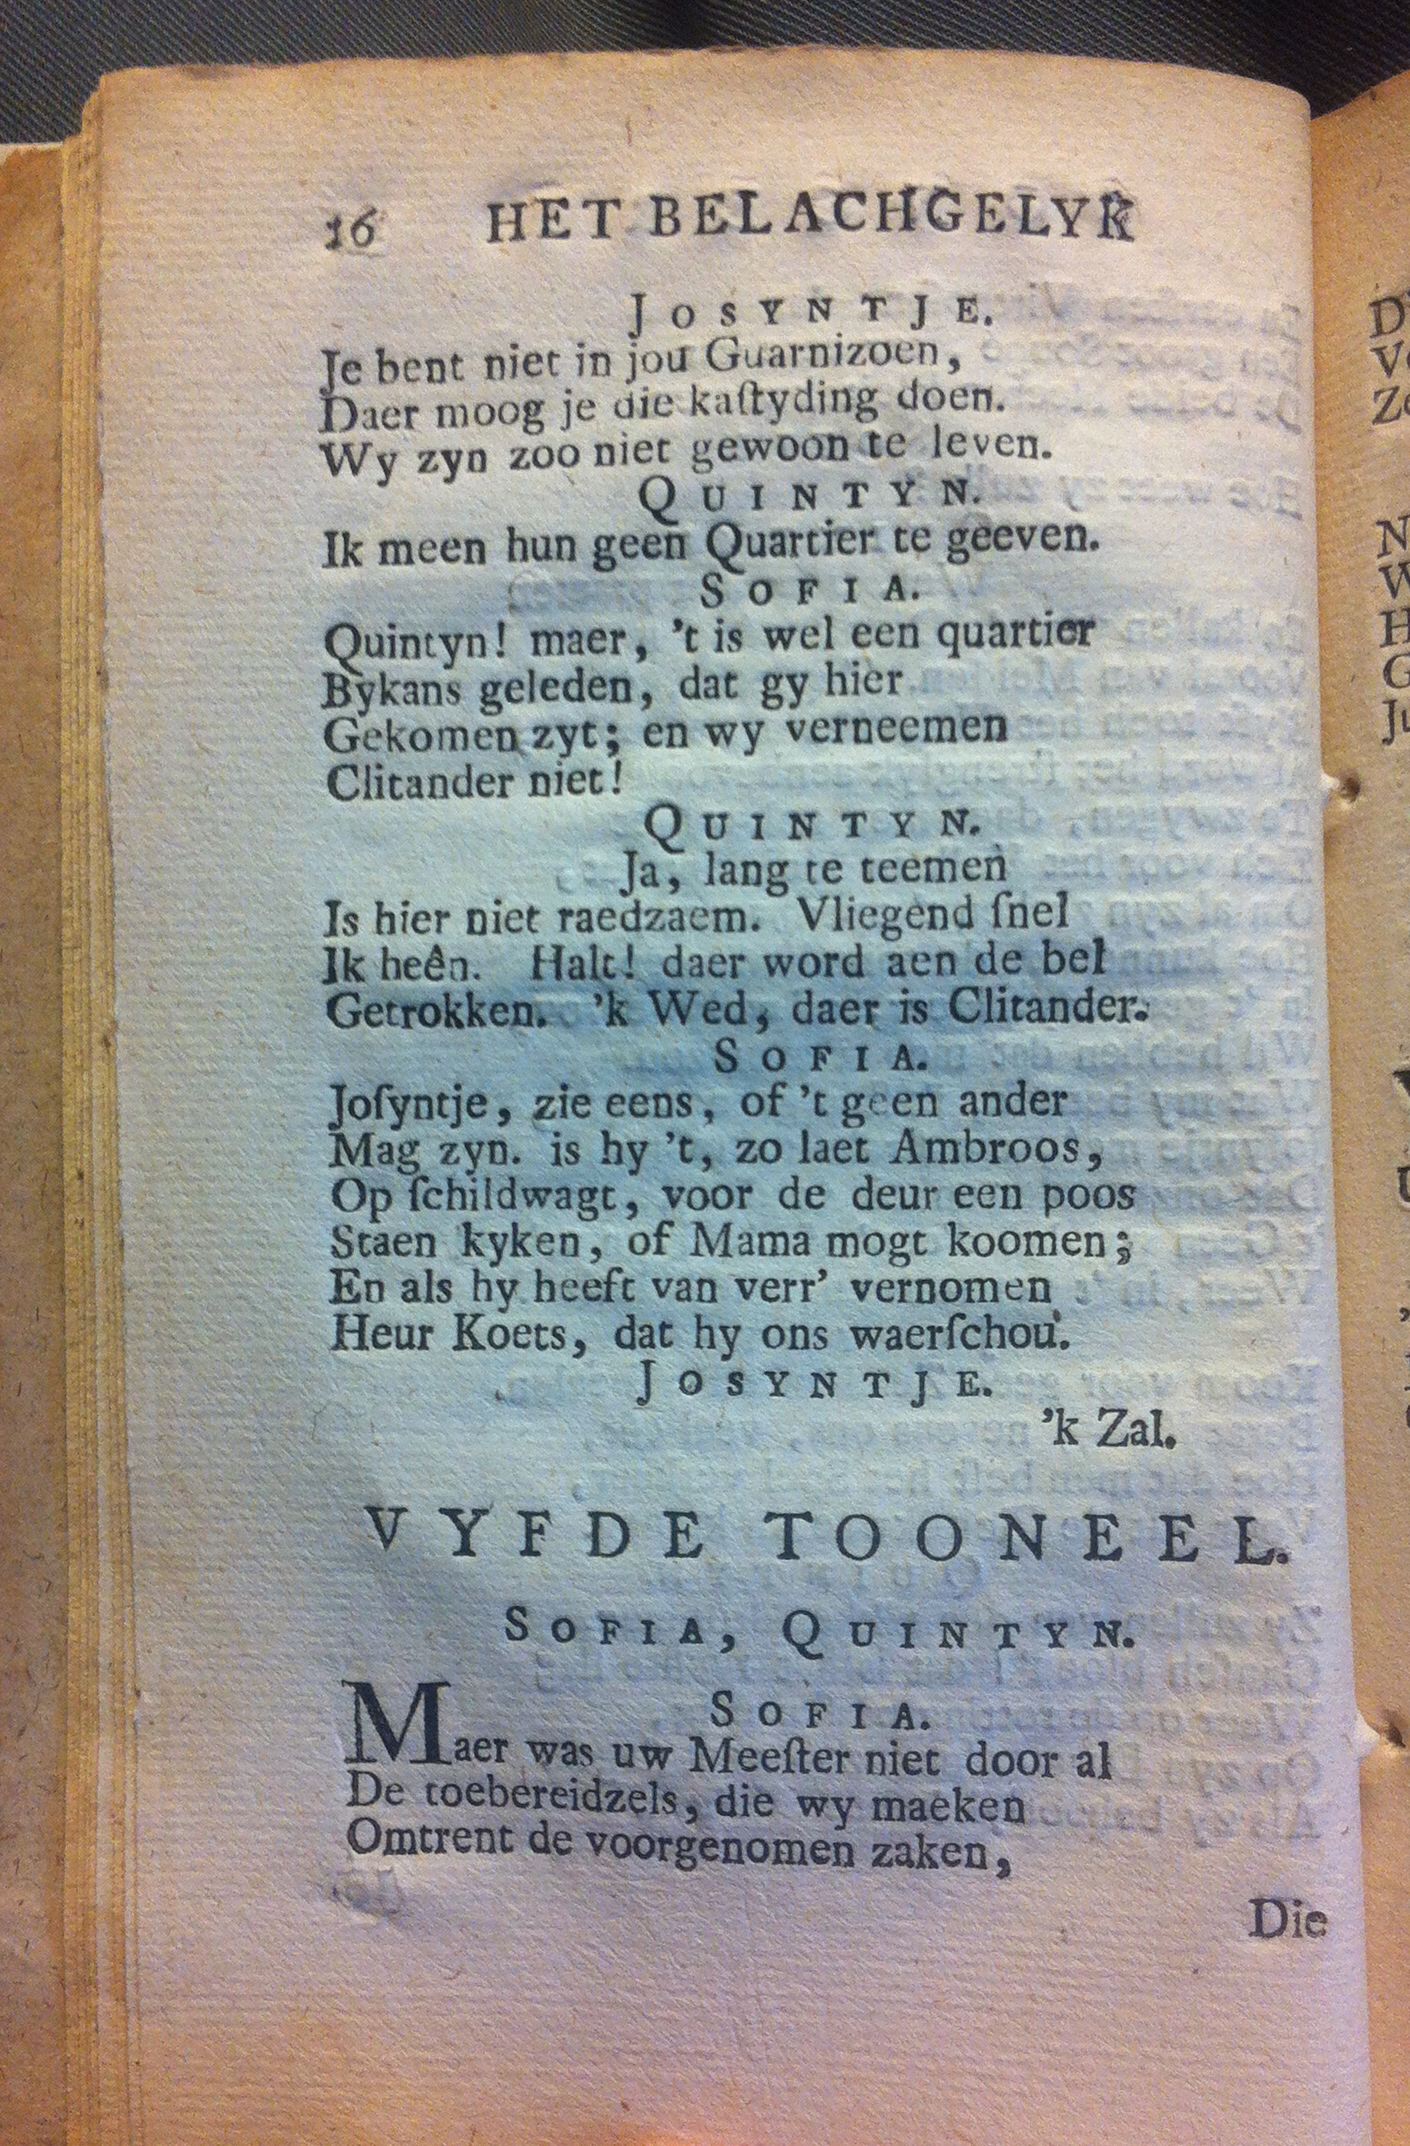 16 HET BELACHGELYK
JOSYNTJE.
Je bent niet in jou Guarnizoen,
Daer moog je die kaſtyding doen.
Wy zyn zoo niet gewoon te leven.
QUINTYN.
Ik meen hun geen Quartier te geeven.
SOFIA.
Quintyn! maer, 't is wel een quartier
Bykans geleden, dat gy hier
Gekomen zyt; en wy verneemen
Clitander niet!
QUINTYN.
Ja, lang te teemen
Is hier niet raedzaem. Vliegend ſnel
Ik heên. Halt! daer word aen de bel
Getrokken. 'k Wed, daer is Clitander.
SOFIA.
Joſyntje, zie eens, of 't geen ander
Mag zyn. is hy 't, zo laet Ambroos,
Op ſchildwagt, voor de deur een poos
Staen kyken, of Mama mogt koomen;
En als hy heeft van verr' vernomen
Heur Koets, dat hy ons waerſchou'.
JOSYNTJE.
'k Zal.
VYFDE TOONEEL.
SOFIA, QUINTYN.
SOFIA.
Maer was uw Meeſter niet door al
De toebereidzels, die wy maeken
Omtrent de voorgenomen zaken,
Die